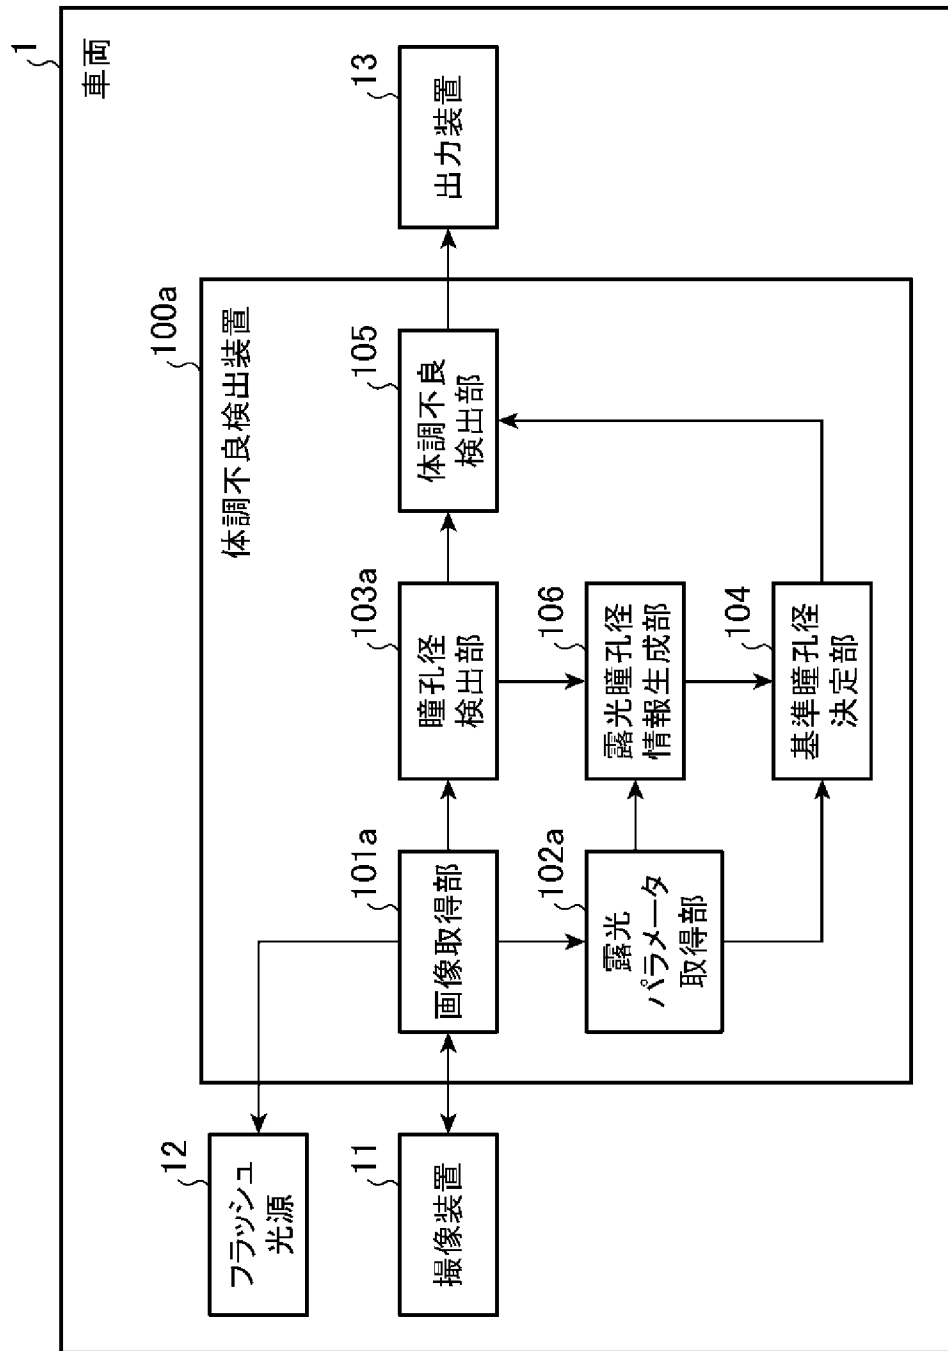 1
車両
100a
体調不良検出装置
12
フラッシュ
光源
11
撮像装置
101a
画像取得部
103a
瞳孔径
検出部
105
体調不良
検出部
13
出力装置
102a
露光
パラメータ
取得部
106
露光瞳孔径
情報生成部
104
基準瞳孔径
決定部